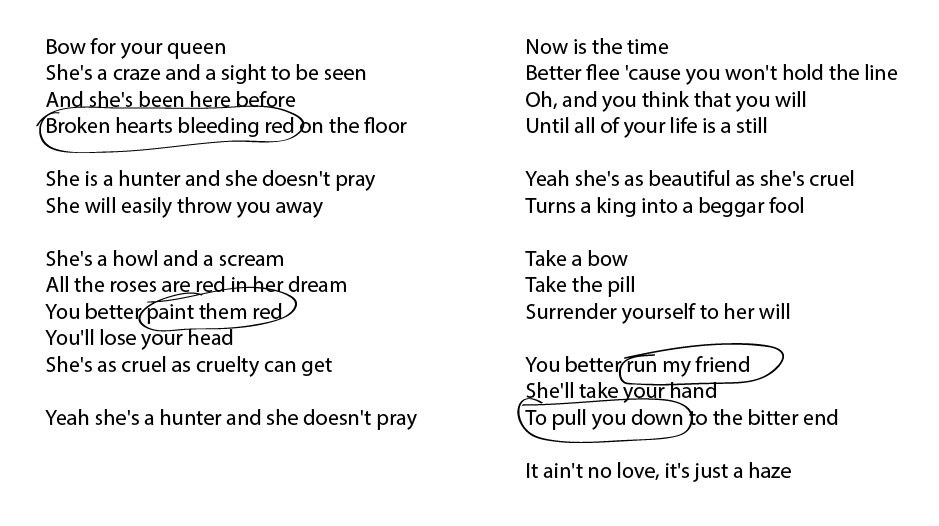 Bow for your queen
She's a craze and a sight to be seen
And she's been here before
Broken hearts bleeding red on the floor
She is a hunter and she doesn't pray
She will easily throw you away
She's a howl and a scream
All the roses are red in her dream
You better paint them red
You'll lose your head
She's as cruel as cruelty can get
Yeah she's a hunter and she doesn't pray
Now is the time
Better flee 'cause you won't hold the line
Oh, and you think that you will
Until all of your life is a still
Yeah she's as beautiful as she's cruel
Turns a king into a beggar fool
Take a bow
Take the pill
Surrender yourself to her will
You better run my friend
She'll take your hand
To pull you down to the bitter end
It ain't no love, it's just a haze